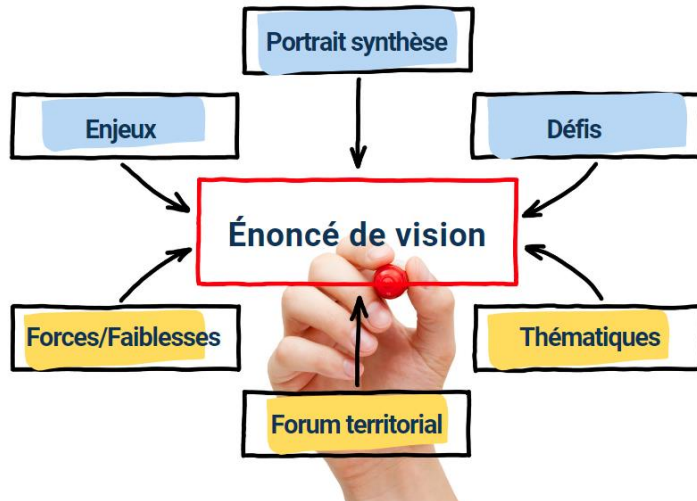 Portrait synthèse
Enjeux
Défis
Énoncé de vision
Forces/Faiblesses
Thématiques
Forum territorial